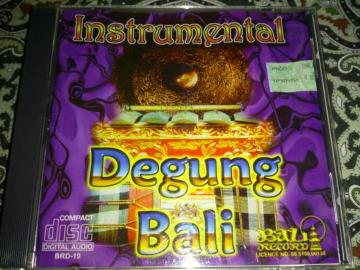 Instrumental
Degung
Bali
COMPACT
disc
DIGITAL AUDIO
BRD-19
BALI
RECORD